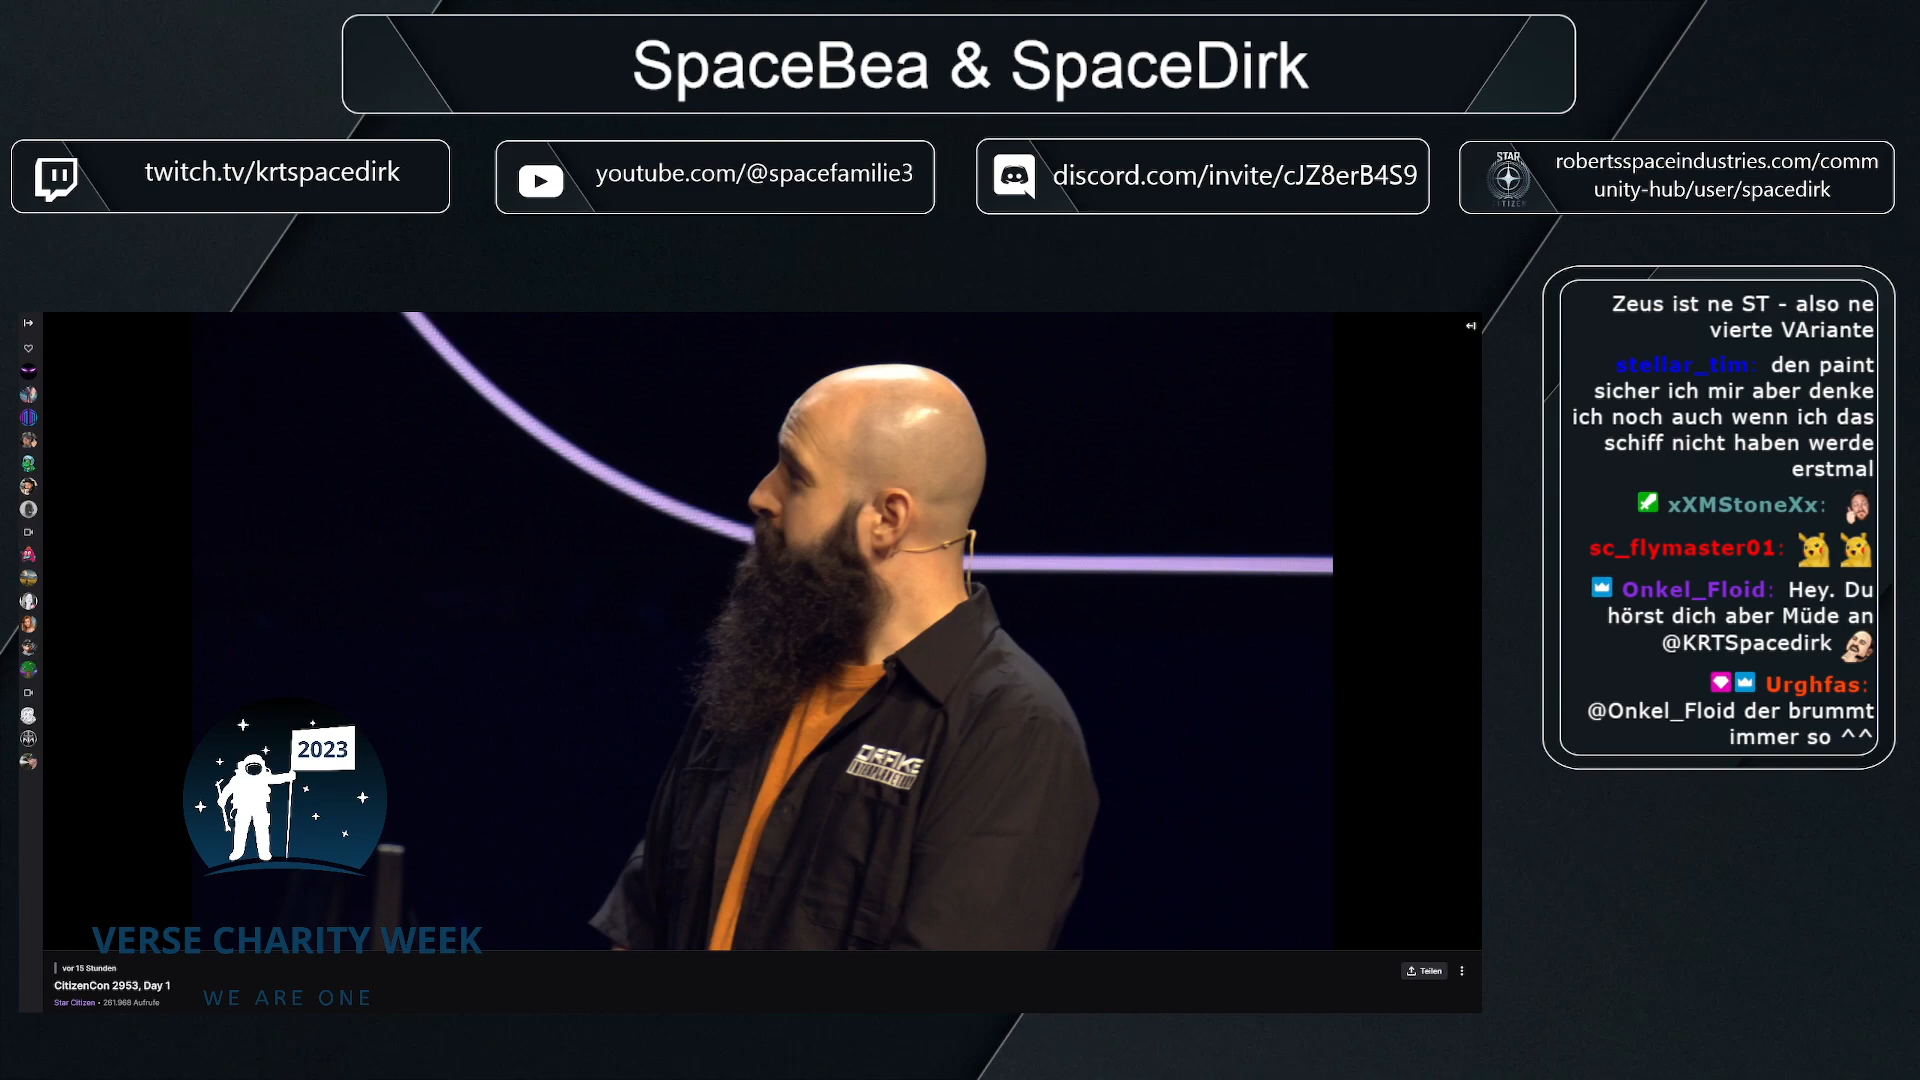 SpaceBea & SpaceDirk
twitch.tv/krtspacedirk
youtube.com/@spacefamilie3
discord.com/invite/cJZ8erB4S9
STAR
CITIZEN
robertsspaceindustries.com/comm
unity-hub/user/spacedirk
Zeus ist ne ST - also ne
vierte VAriante
stellar_tim: den paint
sicher ich mir aber denke
ich noch auch wenn ich das
schiff nicht haben werde
erstmal
xXMStoneXx:
sc_flymaster01:
Onkel_Floid: Hey. Du
hörst dich aber Müde an
@KRTSpacedirk
Urghfas:
@Onkel_Floid der brummt
immer so ^^
DRAKE
INTERPLANETARY
2023
VERSE CHARITY WEEK
WE ARE ONE
vor 15 Stunden
CitizenCon 2953, Day 1
Star Citizen • 261.968 Aufrufe
Teilen